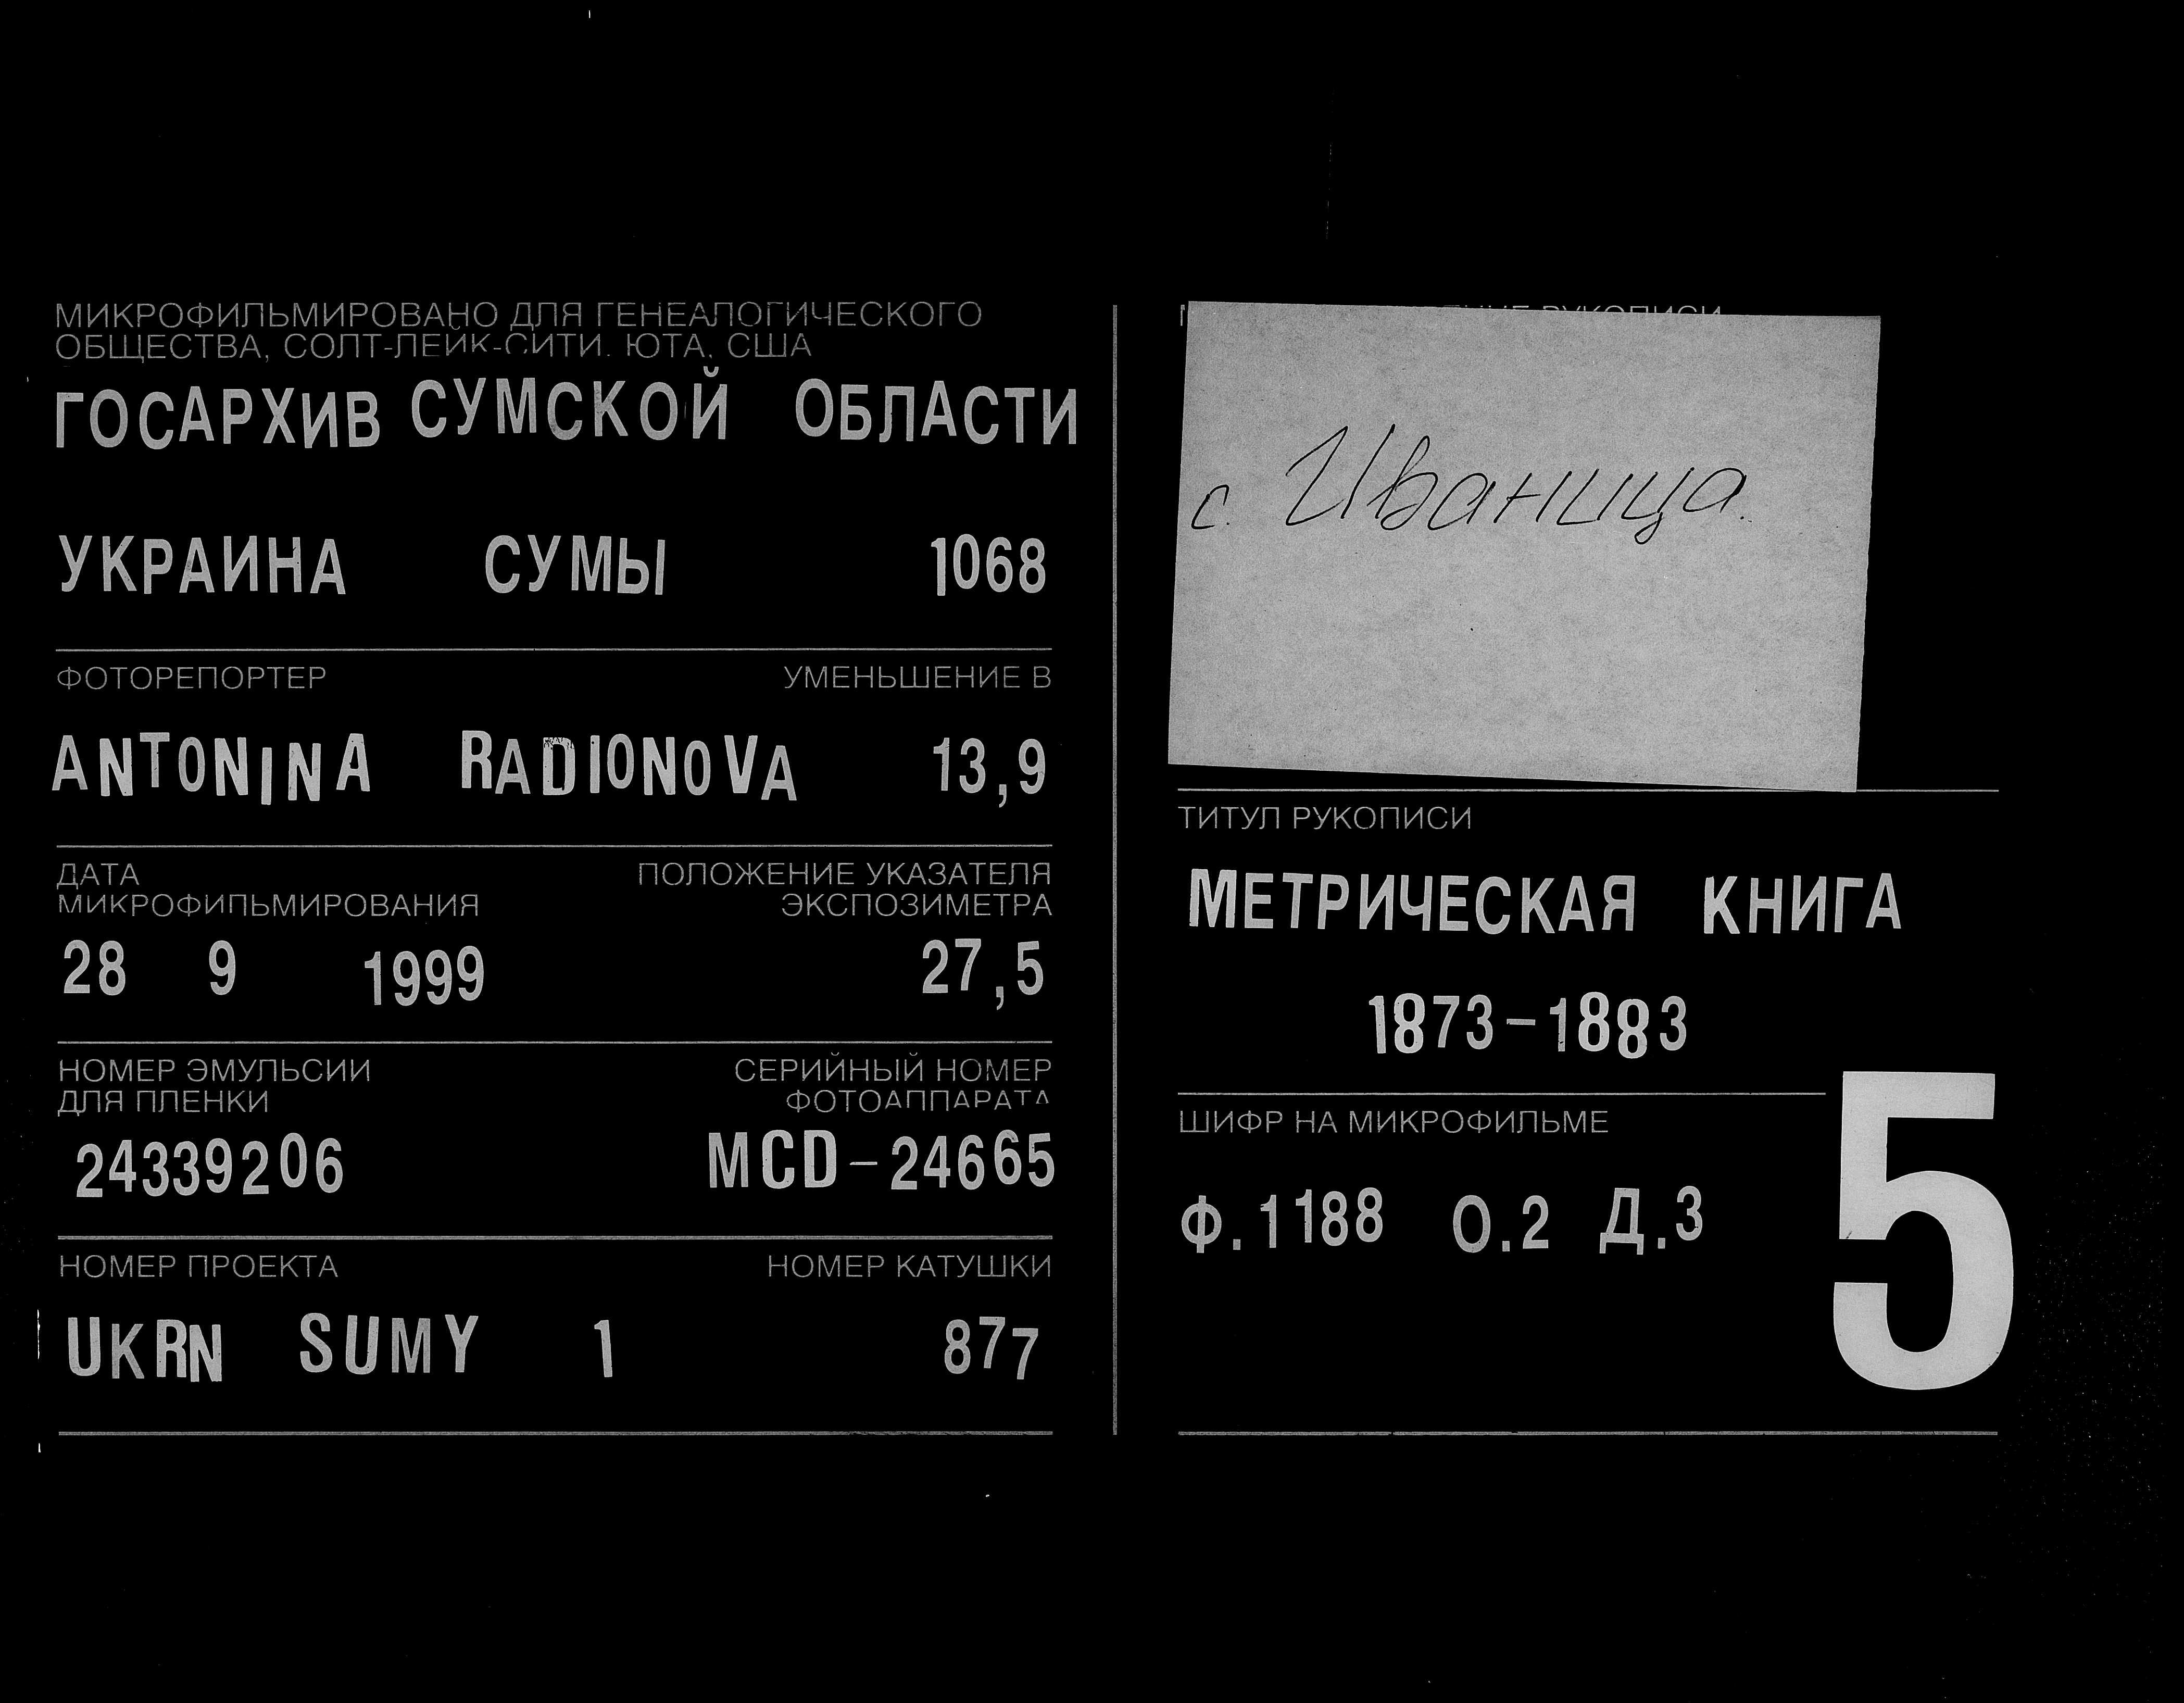 МИКРОФИЛЬМИРОВАНО ДЛЯ ГЕНЕАЛОГИЧЕСКОГО
ОБЩЕСТВА, СОЛТ-ЛЕЙК-СИТИ. ЮТА, США
ГОСАРХИВ СУМСКОЙ ОБЛАСТИ
УКРАИНА СУМЫ 1068
ФОТОРЕПОРТЕР УМЕНЬШЕНИЕ В
ANTONINA RADIONOVA 13,9
ДАТА ПОЛОЖЕНИЕ УКАЗАТЕЛЯ
МИКРОФИЛЬМИРОВАНИЯ ЭКСПОЗИМЕТРА
28 9 1999 27,5
НОМЕР ЭМУЛЬСИИ СЕРИЙНЫЙ НОМЕР
ДЛЯ ПЛЕНКИ ФОТОАППАРАТА
24339206 MCD-24665
НОМЕР ПРОЕКТА НОМЕР КАТУШКИ
UKRN SUMY 1 877
РУКОПИСИ
с. Иваница.
ТИТУЛ РУКОПИСИ
МЕТРИЧЕСКАЯ КНИГА
1873-1883
ШИФР НА МИКРОФИЛЬМЕ
Ф.1188 О.2 Д.3
5